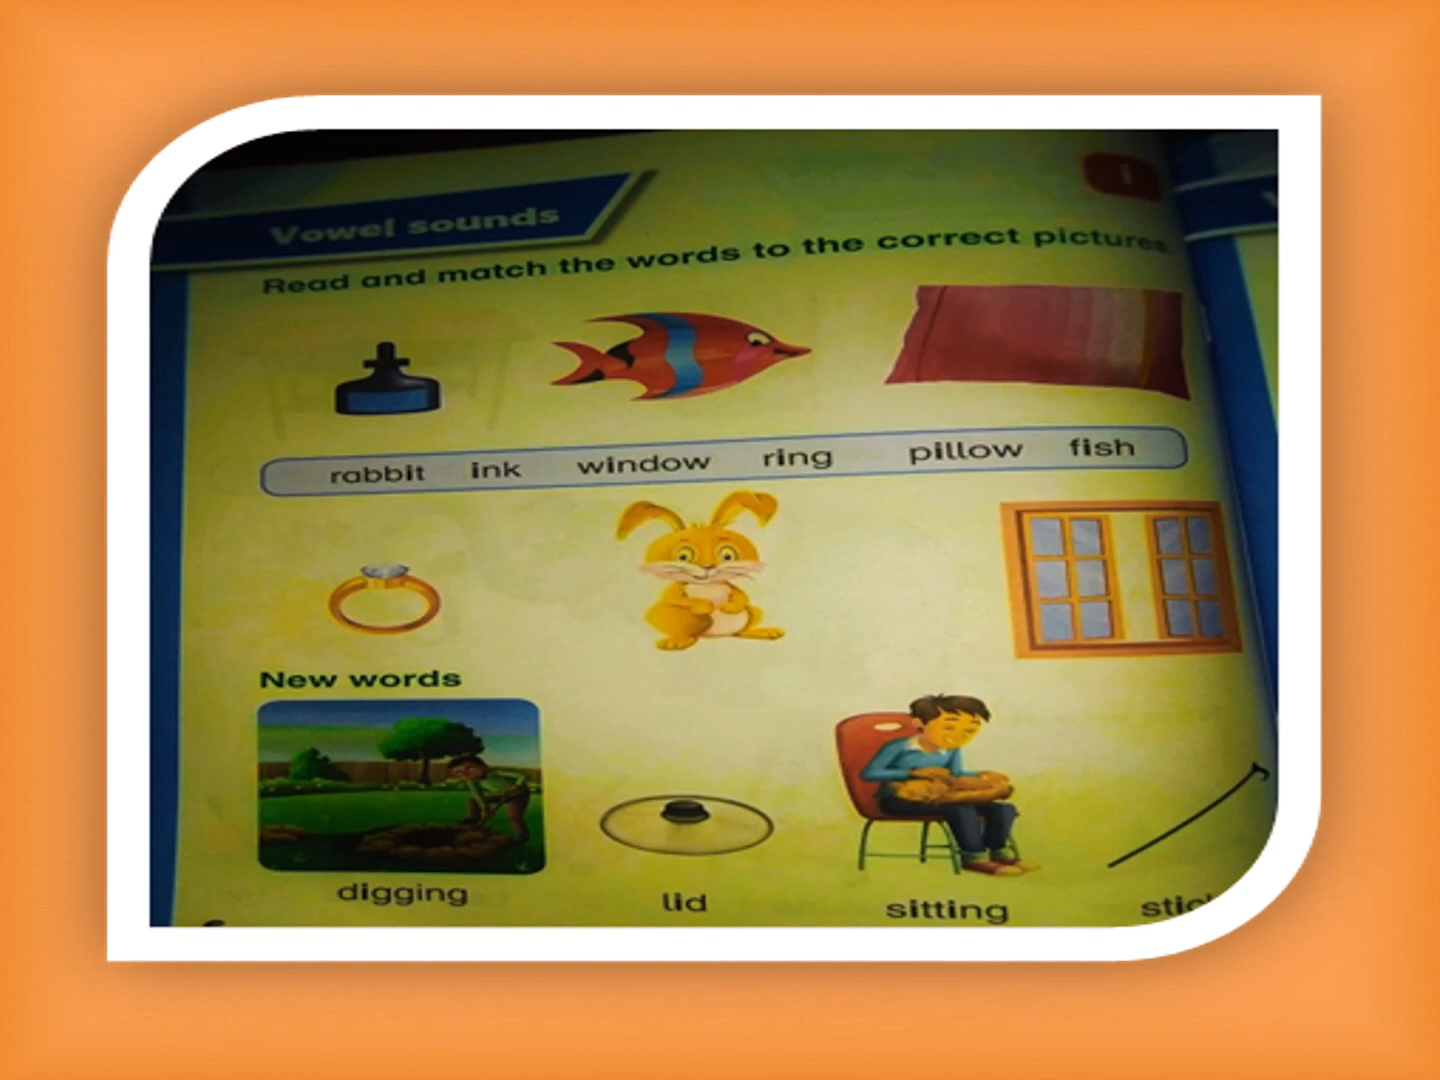 Vowel sounds
i
Read and match the words to the correct pictures.
rabbit ink window ring pillow fish
New words
digging lid sitting